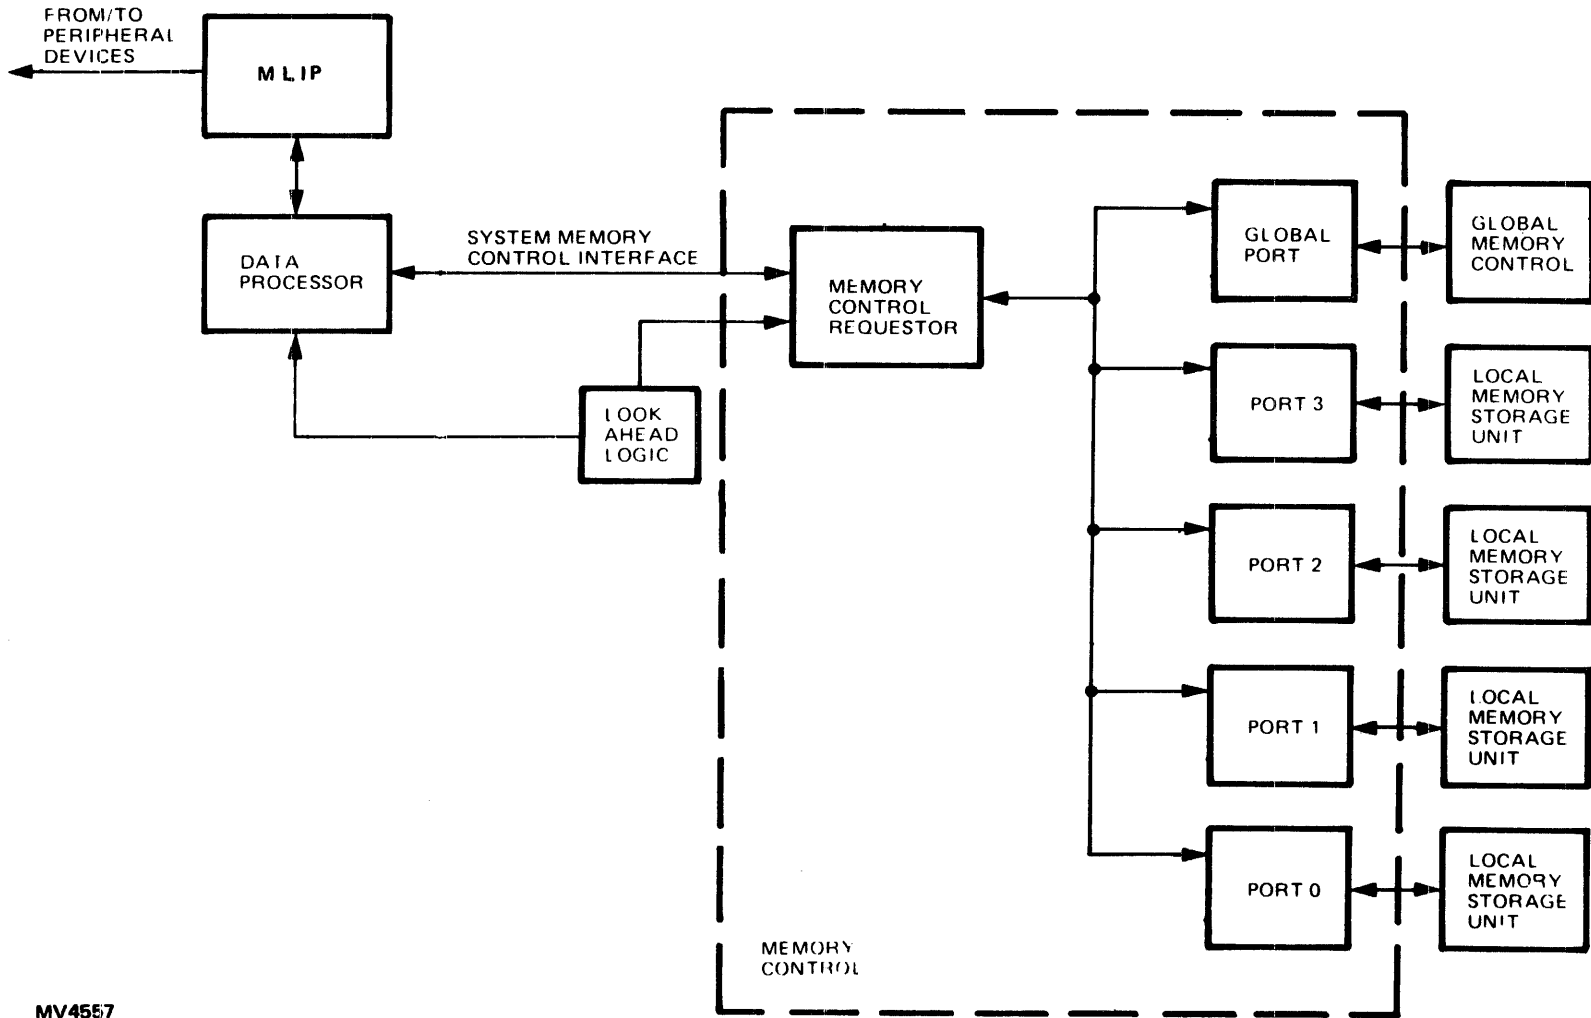 FROM/TO
PERIPHERAL
DEVICES
MLIP
DATA
PROCESSOR
SYSTEM MEMORY
CONTROL INTERFACE
LOOK
AHEAD
LOGIC
MEMORY
CONTROL
REQUESTOR
GLOBAL
PORT
GLOBAL
MEMORY
CONTROL
PORT 3
LOCAL
MEMORY
STORAGE
UNIT
PORT 2
LOCAL
MEMORY
STORAGE
UNIT
PORT 1
LOCAL
MEMORY
STORAGE
UNIT
PORT 0
LOCAL
MEMORY
STORAGE
UNIT
MEMORY
CONTROL
MV4557